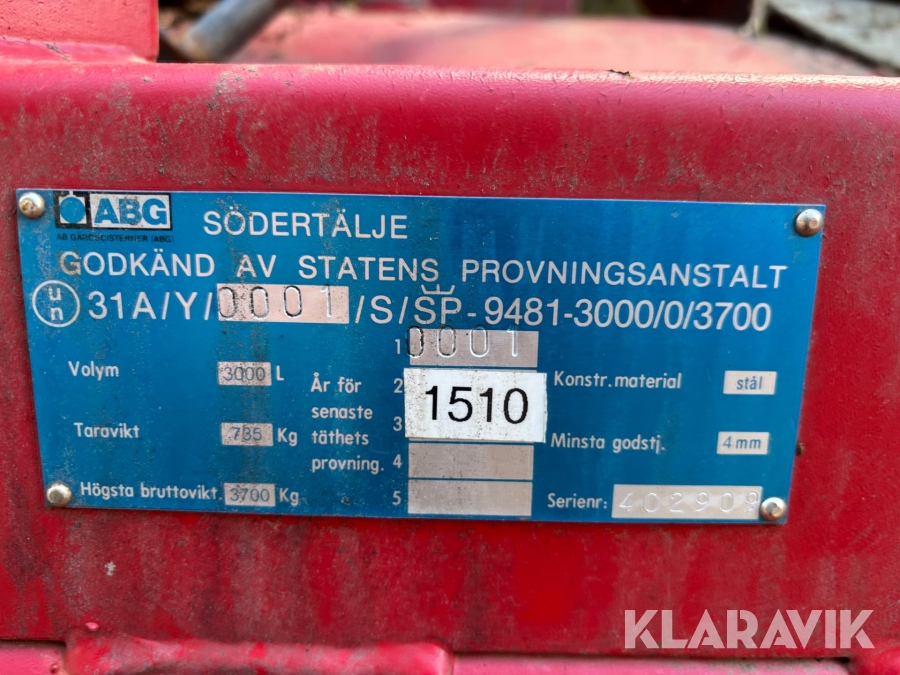 ABG
AB GÅRDSCISTERNER (ABG)
SÖDERTÄLJE
GODKÄND AV STATENS PROVNINGSANSTALT
un 31A/Y/0001/S/SP-9481-3000/0/3700
Volym 3000 L
Taravikt 735 Kg
Högsta bruttovikt. 3700 Kg
År för
senaste
täthets
provning.
1 0001
2
1510
3
4
5
Konstr.material stål
Minsta godstj. 4mm
Serienr: 402909
KLARAVIK